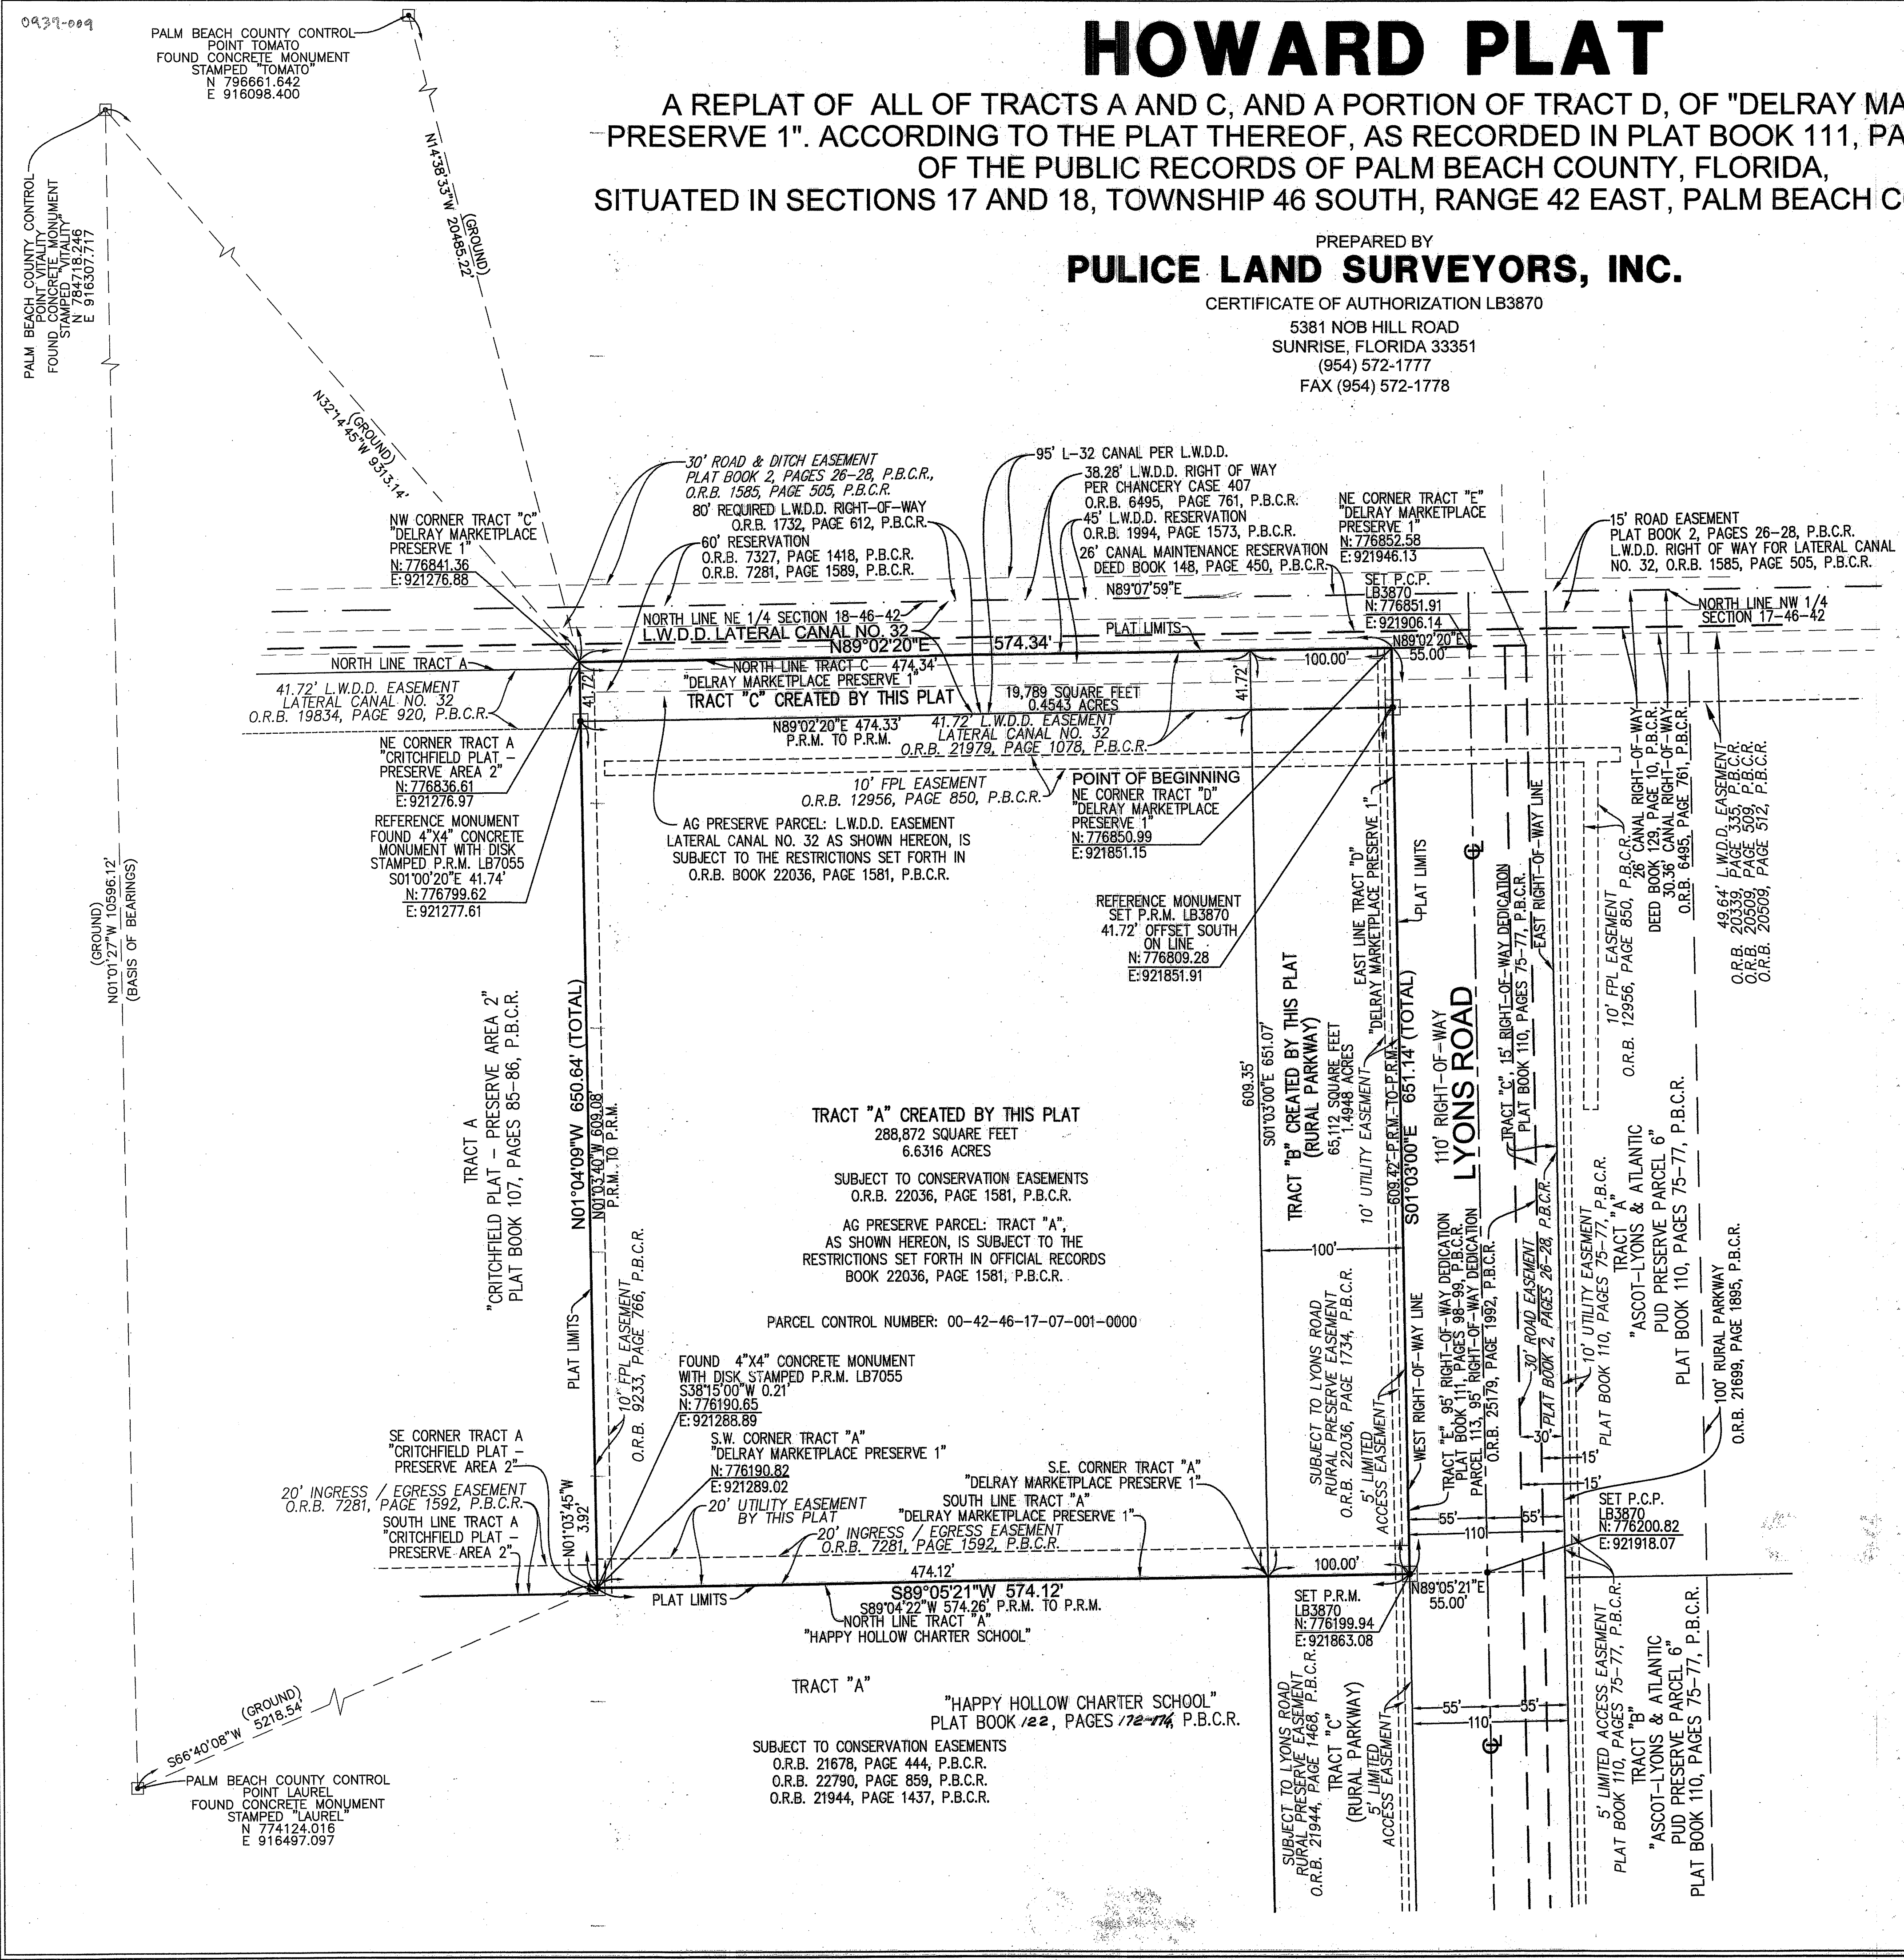 0937-009
HOWARD PLAT
A REPLAT OF ALL OF TRACTS A AND C, AND A PORTION OF TRACT D, OF "DELRAY MA
PRESERVE 1". ACCORDING TO THE PLAT THEREOF, AS RECORDED IN PLAT BOOK 111, PA
OF THE PUBLIC RECORDS OF PALM BEACH COUNTY, FLORIDA,
SITUATED IN SECTIONS 17 AND 18, TOWNSHIP 46 SOUTH, RANGE 42 EAST, PALM BEACH C
PREPARED BY
PULICE LAND SURVEYORS, INC.
CERTIFICATE OF AUTHORIZATION LB3870
5381 NOB HILL ROAD
SUNRISE, FLORIDA 33351
(954) 572-1777
FAX (954) 572-1778
PALM BEACH COUNTY CONTROL
POINT TOMATO
FOUND CONCRETE MONUMENT
STAMPED "TOMATO"
N 796661.642
E 916098.400
PALM BEACH COUNTY CONTROL
POINT VITALITY
FOUND CONCRETE MONUMENT
STAMPED "VITALITY"
N 784718.246
E 916307.717
(GROUND)
N14°38'33"W 20485.22'
(GROUND)
N32°14'45"W 9313.14'
(GROUND)
N01°01'27"W 10596.12'
(BASIS OF BEARINGS)
30' ROAD & DITCH EASEMENT
PLAT BOOK 2, PAGES 26-28, P.B.C.R.,
O.R.B. 1585, PAGE 505, P.B.C.R.
80' REQUIRED L.W.D.D. RIGHT-OF-WAY
O.R.B. 1732, PAGE 612, P.B.C.R.
60' RESERVATION
O.R.B. 7327, PAGE 1418, P.B.C.R.
O.R.B. 7281, PAGE 1589, P.B.C.R.
95' L-32 CANAL PER L.W.D.D.
38.28' L.W.D.D. RIGHT OF WAY
PER CHANCERY CASE 407
O.R.B. 6495, PAGE 761, P.B.C.R.
45' L.W.D.D. RESERVATION
O.R.B. 1994, PAGE 1573, P.B.C.R.
26' CANAL MAINTENANCE RESERVATION
DEED BOOK 148, PAGE 450, P.B.C.R.
N89°07'59"E
NE CORNER TRACT "E"
"DELRAY MARKETPLACE
PRESERVE 1"
N: 776852.58
E: 921946.13
SET P.C.P.
LB3870
N: 776851.91
E: 921906.14
15' ROAD EASEMENT
PLAT BOOK 2, PAGES 26-28, P.B.C.R.
L.W.D.D. RIGHT OF WAY FOR LATERAL CANAL
NO. 32, O.R.B. 1585, PAGE 505, P.B.C.R.
NORTH LINE NW 1/4
SECTION 17-46-42
NW CORNER TRACT "C"
"DELRAY MARKETPLACE
PRESERVE 1"
N: 776841.36
E: 921276.88
NORTH LINE NE 1/4 SECTION 18-46-42
L.W.D.D. LATERAL CANAL NO. 32
N89°02'20"E 574.34'
PLAT LIMITS
N89°02'20"E
55.00'
100.00'
NORTH LINE TRACT A
NORTH LINE TRACT C 474.34'
"DELRAY MARKETPLACE PRESERVE 1"
TRACT "C" CREATED BY THIS PLAT
19,789 SQUARE FEET
0.4543 ACRES
41.72'
41.72'
41.72' L.W.D.D. EASEMENT
LATERAL CANAL NO. 32
O.R.B. 19834, PAGE 920, P.B.C.R.
N89°02'20"E 474.33'
P.R.M. TO P.R.M.
41.72' L.W.D.D. EASEMENT
LATERAL CANAL NO. 32
O.R.B. 21979, PAGE 1078, P.B.C.R.
NE CORNER TRACT A
"CRITCHFIELD PLAT -
PRESERVE AREA 2"
N: 776836.61
E: 921276.97
10' FPL EASEMENT
O.R.B. 12956, PAGE 850, P.B.C.R.
POINT OF BEGINNING
NE CORNER TRACT "D"
"DELRAY MARKETPLACE
PRESERVE 1"
N: 776850.99
E: 921851.15
REFERENCE MONUMENT
FOUND 4"X4" CONCRETE
MONUMENT WITH DISK
STAMPED P.R.M. LB7055
S01°00'20"E 41.74'
N: 776799.62
E: 921277.61
AG PRESERVE PARCEL: L.W.D.D. EASEMENT
LATERAL CANAL NO. 32 AS SHOWN HEREON, IS
SUBJECT TO THE RESTRICTIONS SET FORTH IN
O.R.B. BOOK 22036, PAGE 1581, P.B.C.R.
REFERENCE MONUMENT
SET P.R.M. LB3870
41.72' OFFSET SOUTH
ON LINE
N: 776809.28
E: 921851.91
26' CANAL RIGHT-OF-WAY
DEED BOOK 129, PAGE 10, P.B.C.R.
30.36' CANAL RIGHT-OF-WAY
O.R.B. 6495, PAGE 761, P.B.C.R.
49.64' L.W.D.D. EASEMENT
O.R.B. 20339, PAGE 335, P.B.C.R.
O.R.B. 20509, PAGE 509, P.B.C.R.
O.R.B. 20509, PAGE 512, P.B.C.R.
10' FPL EASEMENT
O.R.B. 12956, PAGE 850, P.B.C.R.
TRACT A
"CRITCHFIELD PLAT - PRESERVE AREA 2"
PLAT BOOK 107, PAGES 85-86, P.B.C.R.
N01°04'09"W 650.64' (TOTAL)
N01°03'40"W 609.08'
P.R.M. TO P.R.M.
TRACT "A" CREATED BY THIS PLAT
288,872 SQUARE FEET
6.6316 ACRES
SUBJECT TO CONSERVATION EASEMENTS
O.R.B. 22036, PAGE 1581, P.B.C.R.
AG PRESERVE PARCEL: TRACT "A",
AS SHOWN HEREON, IS SUBJECT TO THE
RESTRICTIONS SET FORTH IN OFFICIAL RECORDS
BOOK 22036, PAGE 1581, P.B.C.R.
PARCEL CONTROL NUMBER: 00-42-46-17-07-001-0000
609.35'
S01°03'00"E 651.07'
TRACT "B" CREATED BY THIS PLAT
(RURAL PARKWAY)
65,112 SQUARE FEET
1.4948 ACRES
10' UTILITY EASEMENT
EAST LINE TRACT "D"
"DELRAY MARKETPLACE PRESERVE 1"
609.42' P.R.M. TO P.R.M.
S01°03'00"E 651.14' (TOTAL)
PLAT LIMITS
110' RIGHT-OF-WAY
LYONS ROAD
TRACT "C", 15' RIGHT-OF-WAY DEDICATION
PLAT BOOK 110, PAGES 75-77, P.B.C.R.
EAST RIGHT-OF-WAY LINE
100'
SUBJECT TO LYONS ROAD
RURAL PRESERVE EASEMENT
O.R.B. 22036, PAGE 1734, P.B.C.R.
5' LIMITED
ACCESS EASEMENT
WEST RIGHT-OF-WAY LINE
TRACT "E", 95' RIGHT-OF-WAY DEDICATION
PLAT BOOK 111, PAGES 98-99, P.B.C.R.
PARCEL 113, 95' RIGHT-OF-WAY DEDICATION
O.R.B. 25179, PAGE 1992, P.B.C.R.
30' ROAD EASEMENT
PLAT BOOK 2, PAGES 26-28, P.B.C.R.
10' UTILITY EASEMENT
PLAT BOOK 110, PAGES 75-77, P.B.C.R.
TRACT "A"
"ASCOT-LYONS & ATLANTIC
PUD PRESERVE PARCEL 6"
PLAT BOOK 110, PAGES 75-77, P.B.C.R.
100' RURAL PARKWAY
O.R.B. 21699, PAGE 1895, P.B.C.R.
PLAT LIMITS
10' FPL EASEMENT
O.R.B. 9233, PAGE 766, P.B.C.R.
FOUND 4"X4" CONCRETE MONUMENT
WITH DISK STAMPED P.R.M. LB7055
S38°15'00"W 0.21'
N: 776190.65
E: 921288.89
S.W. CORNER TRACT "A"
"DELRAY MARKETPLACE PRESERVE 1"
N: 776190.82
E: 921289.02
SE CORNER TRACT A
"CRITCHFIELD PLAT -
PRESERVE AREA 2"
20' INGRESS / EGRESS EASEMENT
O.R.B. 7281, PAGE 1592, P.B.C.R.
SOUTH LINE TRACT A
"CRITCHFIELD PLAT -
PRESERVE AREA 2"
N01°03'45"W
3.92'
20' UTILITY EASEMENT
BY THIS PLAT
S.E. CORNER TRACT "A"
"DELRAY MARKETPLACE PRESERVE 1"
SOUTH LINE TRACT "A"
"DELRAY MARKETPLACE PRESERVE 1"
20' INGRESS / EGRESS EASEMENT
O.R.B. 7281, PAGE 1592, P.B.C.R.
30'
15'
15'
55' 55'
110'
SET P.C.P.
LB3870
N: 776200.82
E: 921918.07
474.12'
100.00'
S89°05'21"W 574.12'
S89°04'22"W 574.26' P.R.M. TO P.R.M.
PLAT LIMITS
NORTH LINE TRACT "A"
"HAPPY HOLLOW CHARTER SCHOOL"
N89°05'21"E
55.00'
SET P.R.M.
LB3870
N: 776199.94
E: 921863.08
TRACT "A"
"HAPPY HOLLOW CHARTER SCHOOL"
PLAT BOOK 122, PAGES 172-174, P.B.C.R.
SUBJECT TO CONSERVATION EASEMENTS
O.R.B. 21678, PAGE 444, P.B.C.R.
O.R.B. 22790, PAGE 859, P.B.C.R.
O.R.B. 21944, PAGE 1437, P.B.C.R.
(GROUND)
S66°40'08"W 5218.54'
PALM BEACH COUNTY CONTROL
POINT LAUREL
FOUND CONCRETE MONUMENT
STAMPED "LAUREL"
N 774124.016
E 916497.097
SUBJECT TO LYONS ROAD
RURAL PRESERVE EASEMENT
O.R.B. 21944, PAGE 1468, P.B.C.R.
TRACT "C"
(RURAL PARKWAY)
5' LIMITED
ACCESS EASEMENT
55' 55'
110'
5' LIMITED ACCESS EASEMENT
PLAT BOOK 110, PAGES 75-77, P.B.C.R.
TRACT "B"
"ASCOT-LYONS & ATLANTIC
PUD PRESERVE PARCEL 6"
PLAT BOOK 110, PAGES 75-77, P.B.C.R.